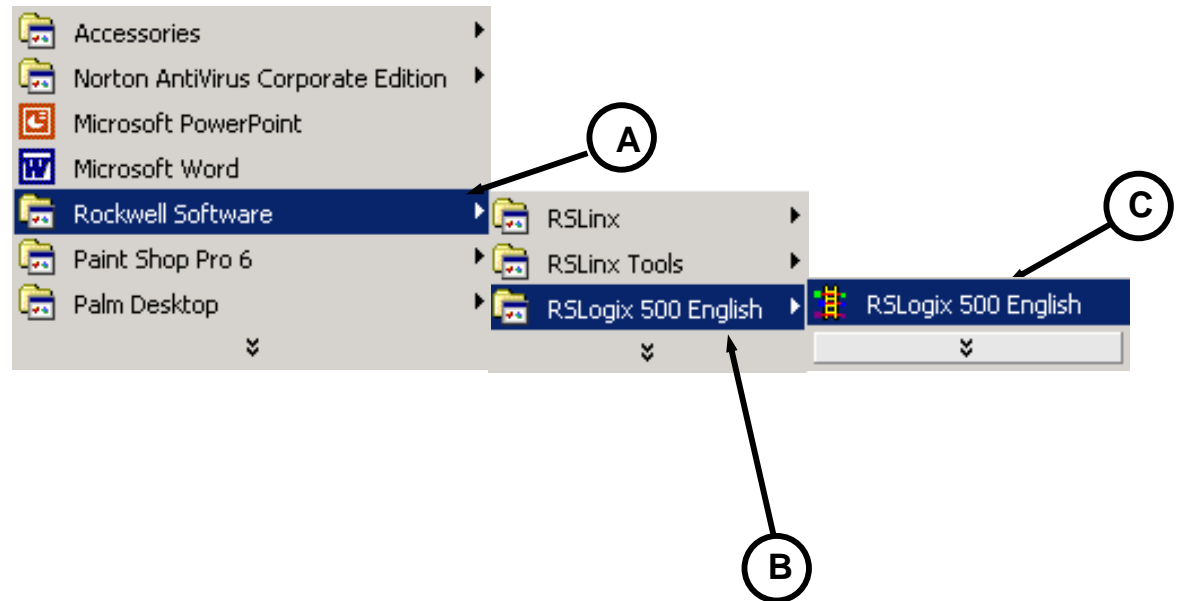 Accessories
Norton AntiVirus Corporate Edition
Microsoft PowerPoint
Microsoft Word
Rockwell Software
Paint Shop Pro 6
Palm Desktop
A
RSLinx
RSLinx Tools
RSLogix 500 English
B
C
RSLogix 500 English